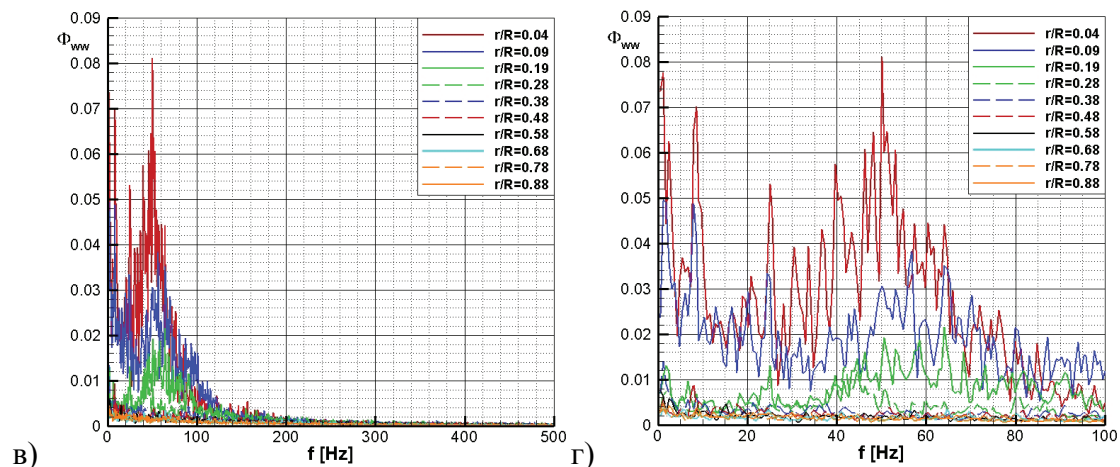 0.09
Φww
0.08
0.07
0.06
0.05
0.04
0.03
0.02
0.01
0
0 100 200 300 400 500
f [Hz]
r/R=0.04
r/R=0.09
r/R=0.19
r/R=0.28
r/R=0.38
r/R=0.48
r/R=0.58
r/R=0.68
r/R=0.78
r/R=0.88
в)
0.09
Φww
0.08
0.07
0.06
0.05
0.04
0.03
0.02
0.01
0
0 20 40 60 80 100
f [Hz]
r/R=0.04
r/R=0.09
r/R=0.19
r/R=0.28
r/R=0.38
r/R=0.48
r/R=0.58
r/R=0.68
r/R=0.78
r/R=0.88
г)